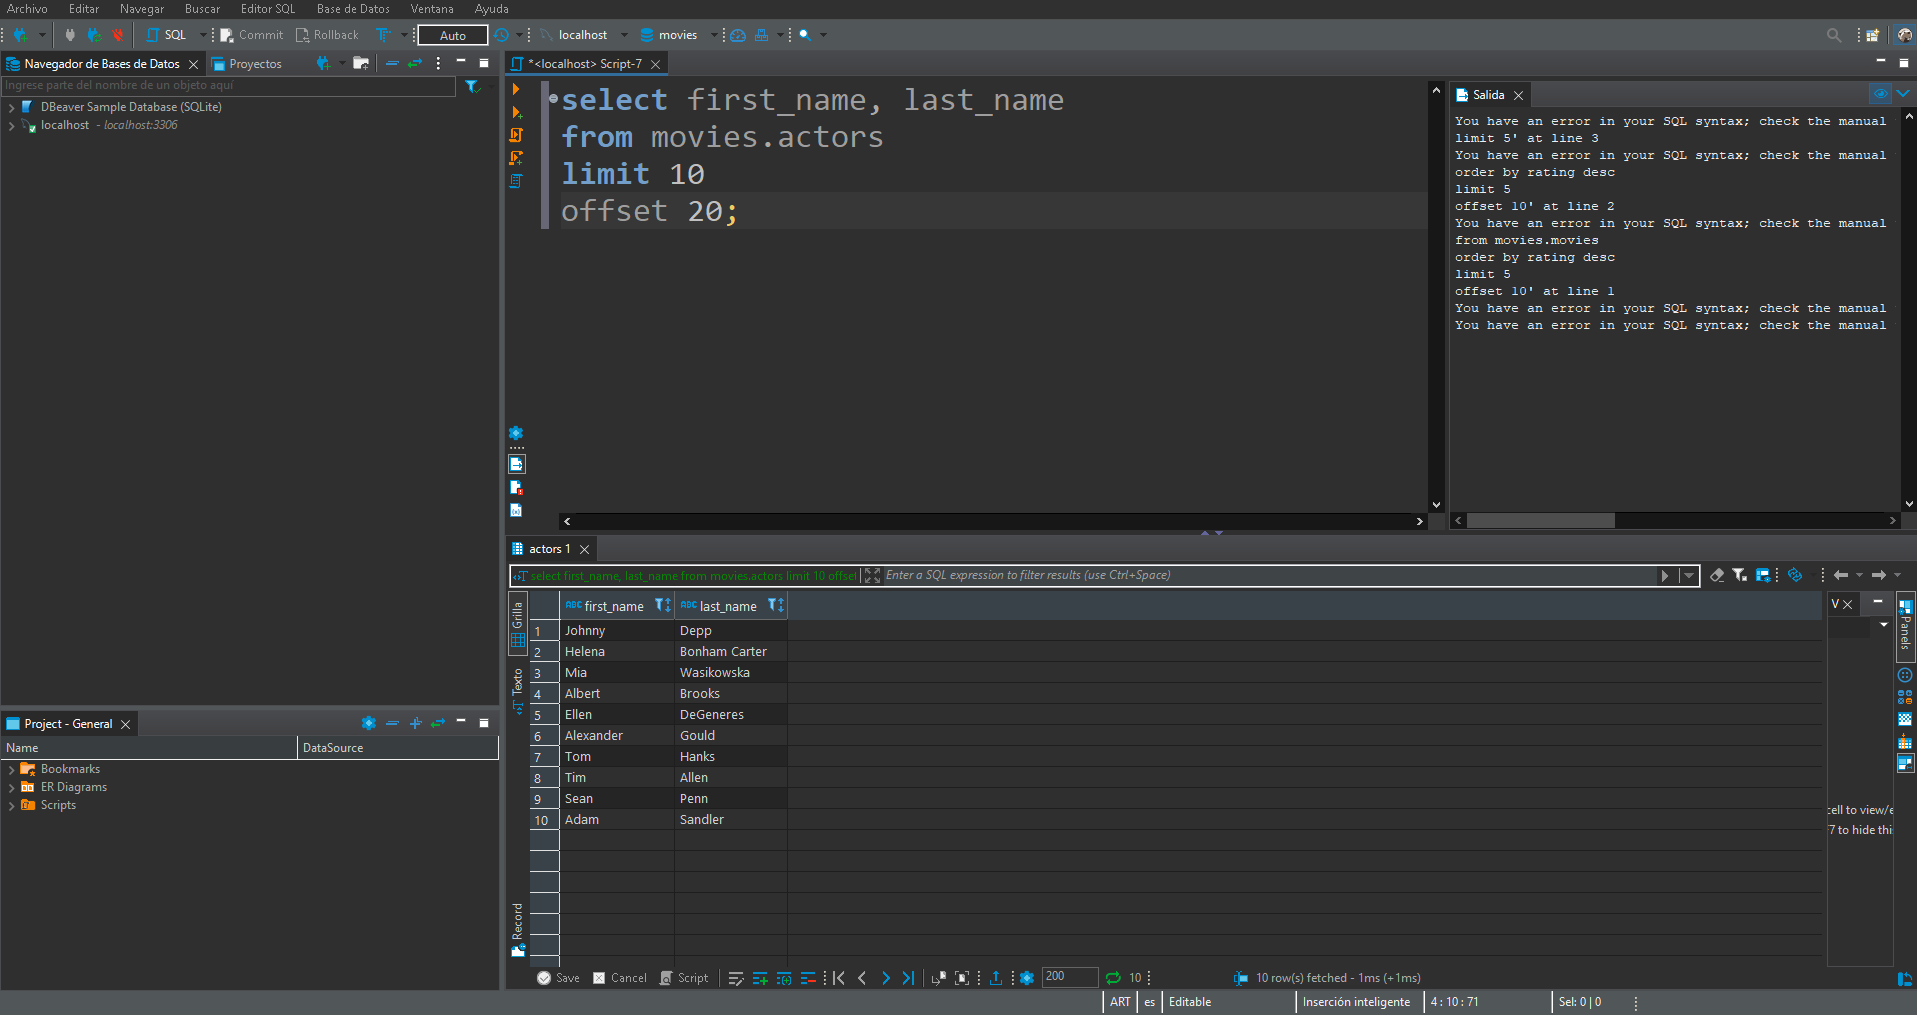 Archivo Editar Navegar Buscar Editor SQL Base de Datos Ventana Ayuda
SQL Commit Rollback Auto localhost movies
Navegador de Bases de Datos Proyectos
Ingrese parte del nombre de un objeto aquí
DBeaver Sample Database (SQLite)
localhost - localhost:3306
*<localhost> Script-7
select first_name, last_name
from movies.actors
limit 10
offset 20;
Salida
You have an error in your SQL syntax; check the manual
limit 5' at line 3
You have an error in your SQL syntax; check the manual
order by rating desc
limit 5
offset 10' at line 2
You have an error in your SQL syntax; check the manual
from movies.movies
order by rating desc
limit 5
offset 10' at line 1
You have an error in your SQL syntax; check the manual
You have an error in your SQL syntax; check the manual
Project - General
Name DataSource
Bookmarks
ER Diagrams
Scripts
actors 1
select first_name, last_name from movies.actors limit 10 offset
Enter a SQL expression to filter results (use Ctrl+Space)
Grilla
Texto
Record
ABC first_name ABC last_name
1 Johnny Depp
2 Helena Bonham Carter
3 Mia Wasikowska
4 Albert Brooks
5 Ellen DeGeneres
6 Alexander Gould
7 Tom Hanks
8 Tim Allen
9 Sean Penn
10 Adam Sandler
V
Panels
cell to view/e
7 to hide thi
Save Cancel Script 200 10 10 row(s) fetched - 1ms (+1ms)
ART es Editable Inserción inteligente 4 : 10 : 71 Sel: 0 | 0